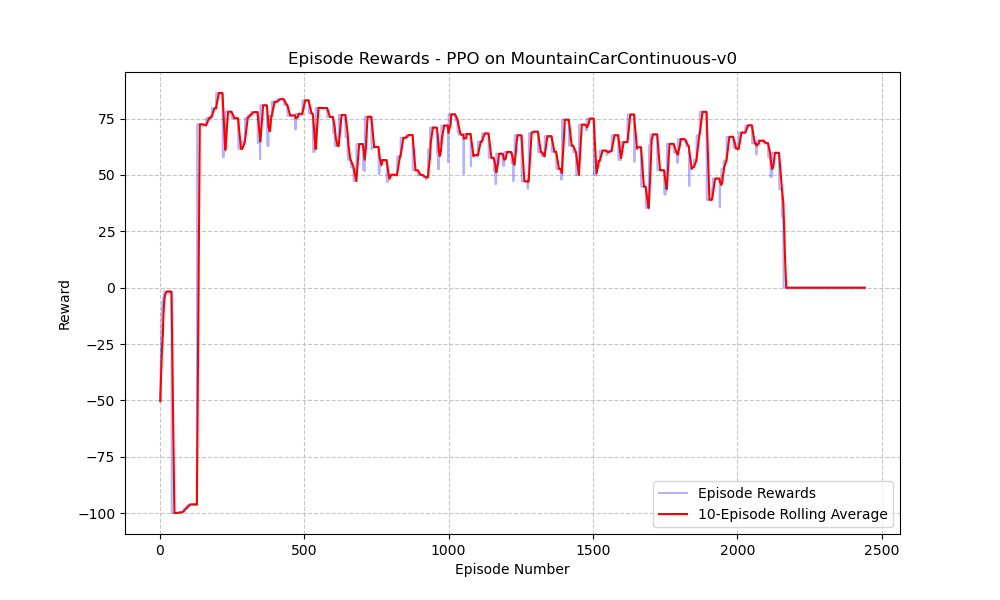 Episode Rewards - PPO on MountainCarContinuous-v0
Reward
75
50
25
0
−25
−50
−75
−100
Episode Rewards
10-Episode Rolling Average
0 500 1000 1500 2000 2500
Episode Number